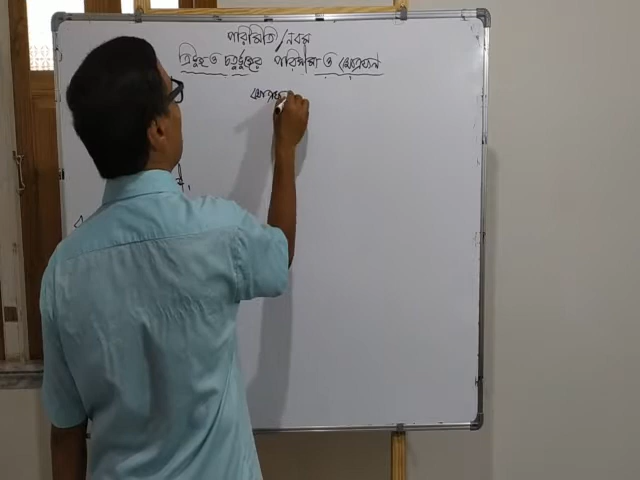 পরিমিতি / নবম
ত্রিভুজ ও চতুর্ভুজের পরিসীমা ও ক্ষেত্রফল